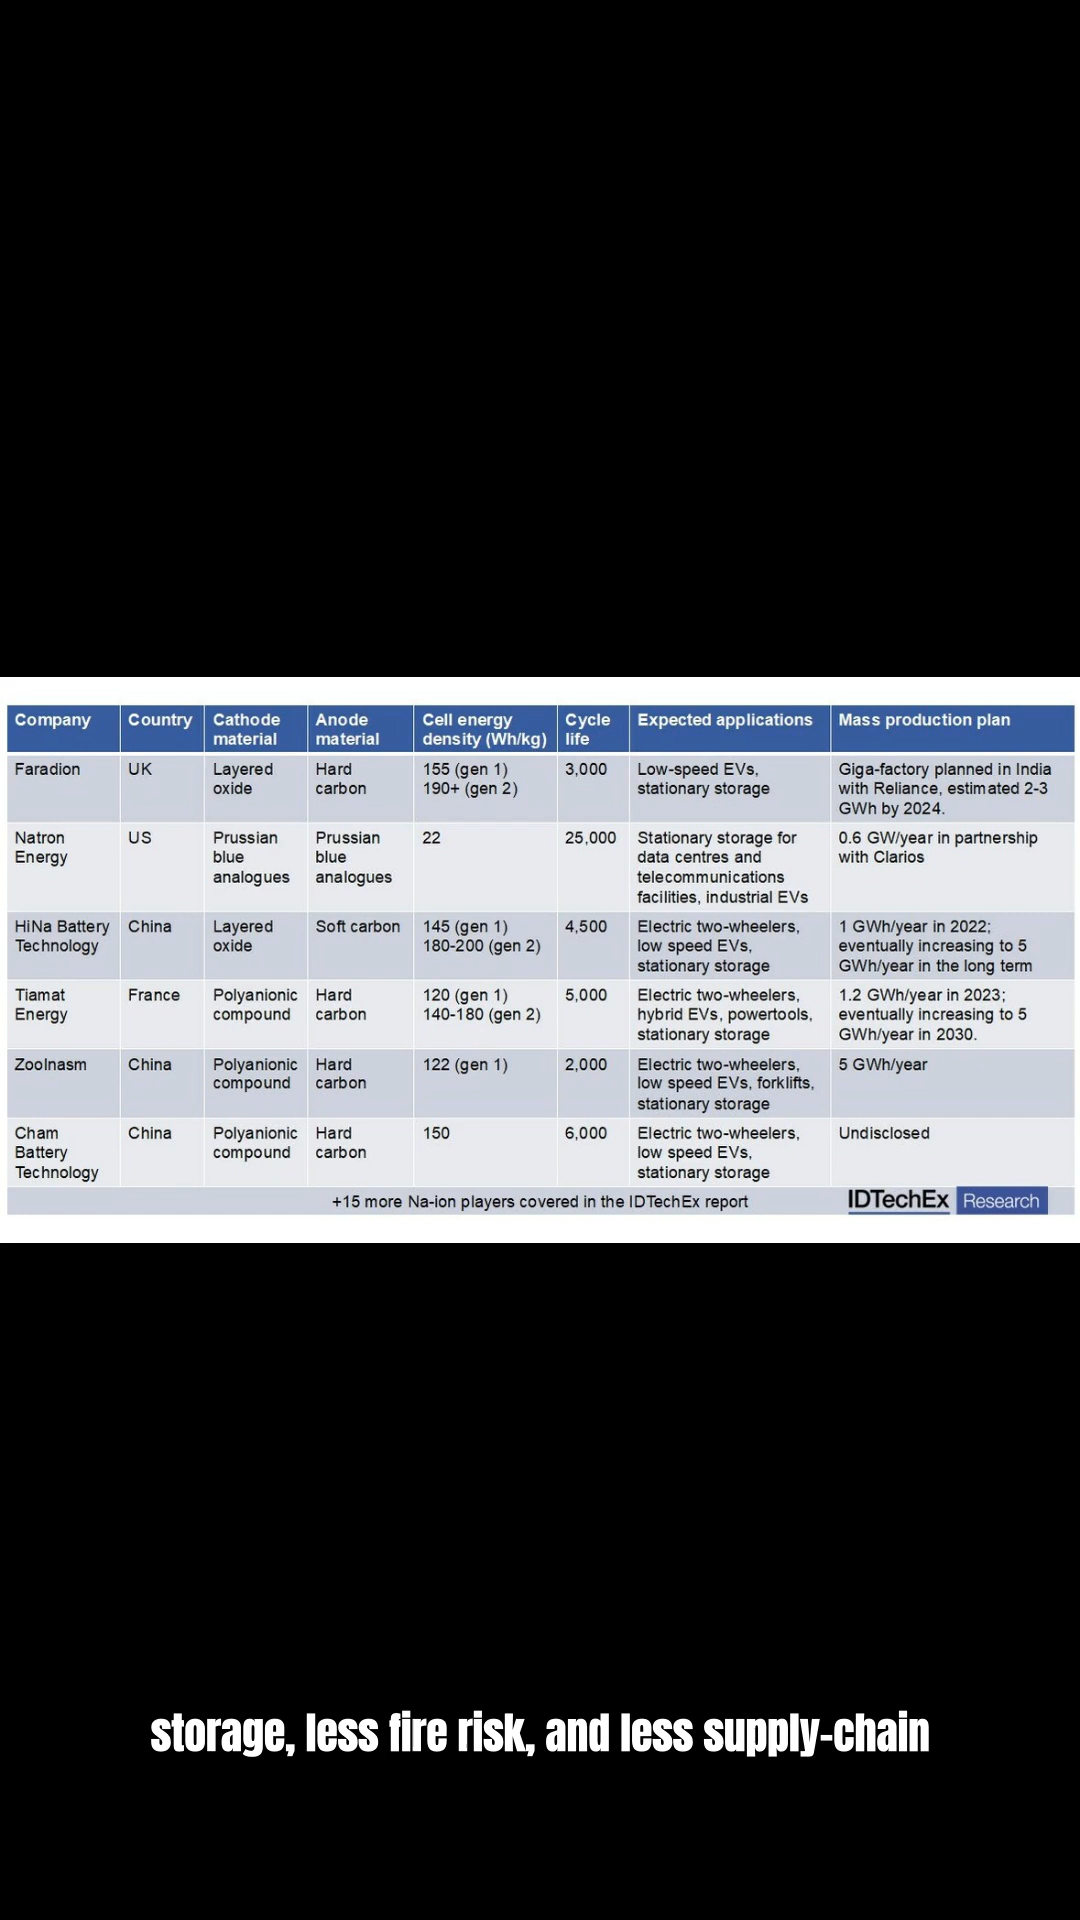 Company Country Cathode material Anode material Cell energy density (Wh/kg) Cycle life Expected applications Mass production plan
Faradion UK Layered oxide Hard carbon 155 (gen 1) 190+ (gen 2) 3,000 Low-speed EVs, stationary storage Giga-factory planned in India with Reliance, estimated 2-3 GWh by 2024.
Natron Energy US Prussian blue analogues Prussian blue analogues 22 25,000 Stationary storage for data centres and telecommunications facilities, industrial EVs 0.6 GW/year in partnership with Clarios
HiNa Battery Technology China Layered oxide Soft carbon 145 (gen 1) 180-200 (gen 2) 4,500 Electric two-wheelers, low speed EVs, stationary storage 1 GWh/year in 2022; eventually increasing to 5 GWh/year in the long term
Tiamat Energy France Polyanionic compound Hard carbon 120 (gen 1) 140-180 (gen 2) 5,000 Electric two-wheelers, hybrid EVs, powertools, stationary storage 1.2 GWh/year in 2023; eventually increasing to 5 GWh/year in 2030.
Zoolnasm China Polyanionic compound Hard carbon 122 (gen 1) 2,000 Electric two-wheelers, low speed EVs, forklifts, stationary storage 5 GWh/year
Cham Battery Technology China Polyanionic compound Hard carbon 150 6,000 Electric two-wheelers, low speed EVs, stationary storage Undisclosed
+15 more Na-ion players covered in the IDTechEx report IDTechEx Research
storage, less fire risk, and less supply-chain